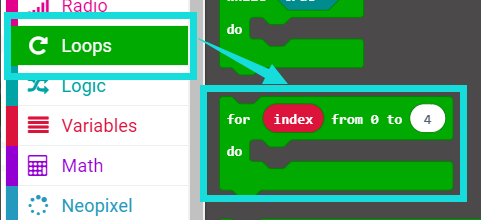 Radio
Loops
Logic
Variables
Math
Neopixel
do
for index from 0 to 4
do